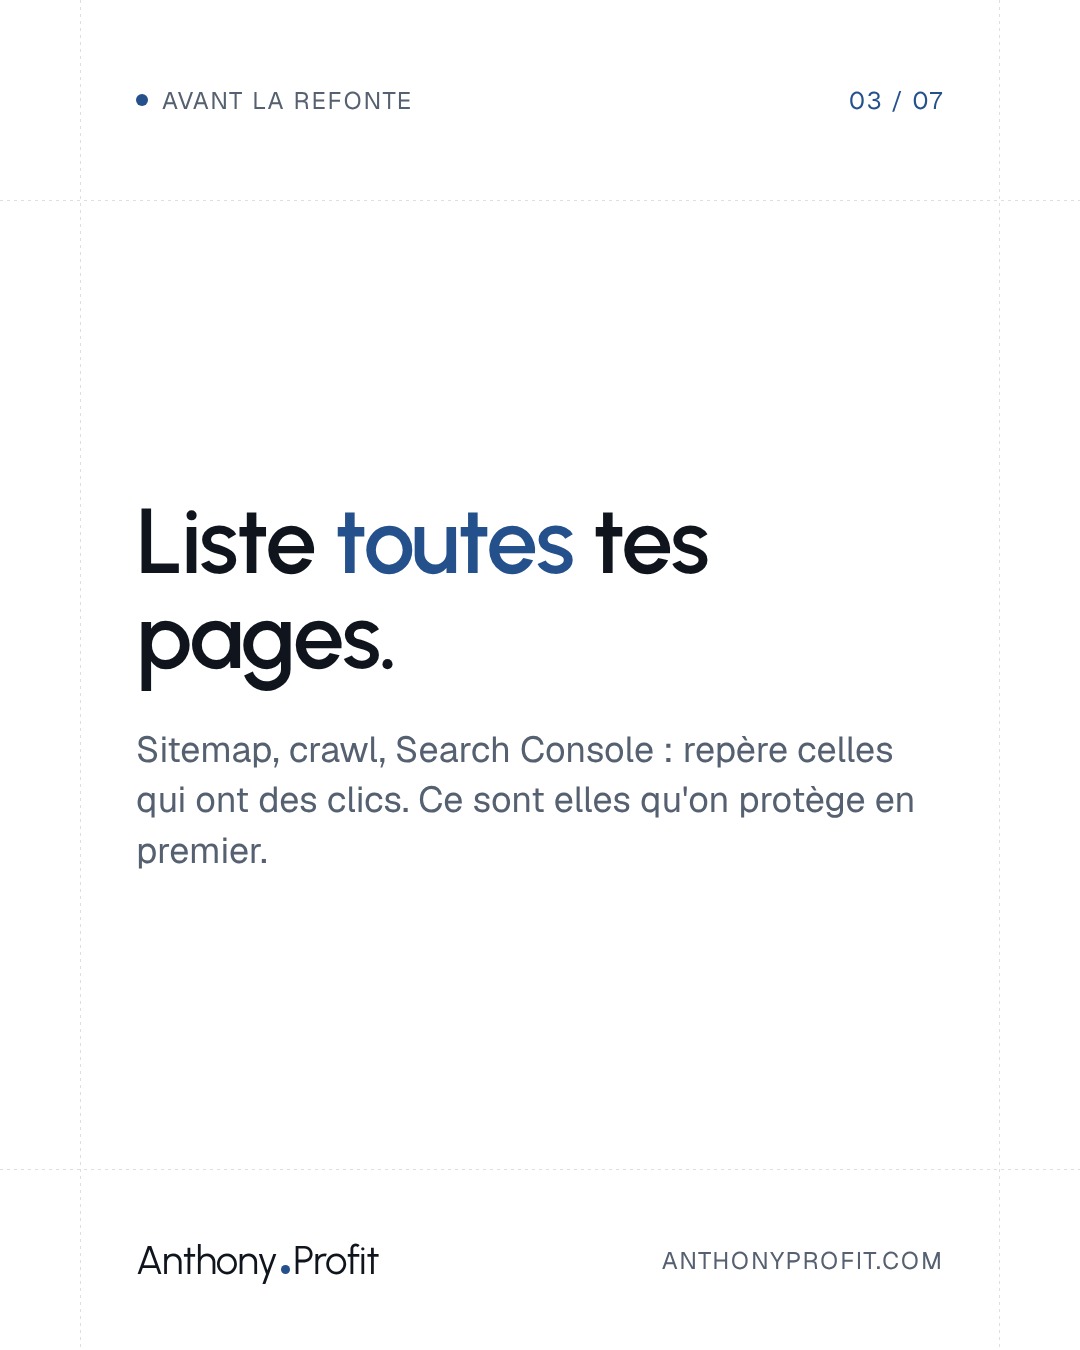 AVANT LA REFONTE
03 / 07
Liste toutes tes
pages.
Sitemap, crawl, Search Console : repère celles
qui ont des clics. Ce sont elles qu'on protège en
premier.
Anthony.Profit
ANTHONYPROFIT.COM